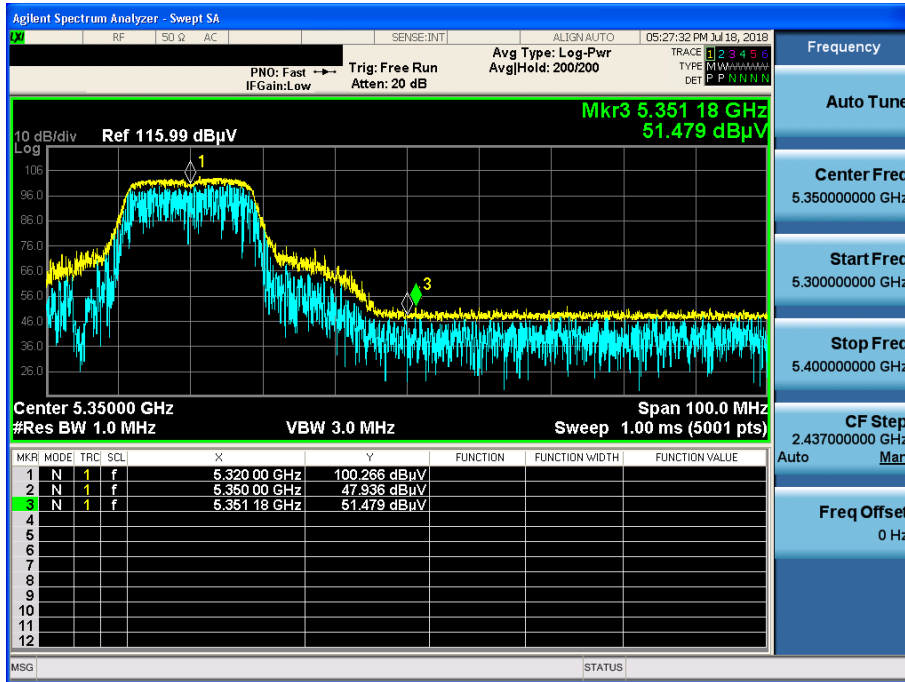 Agilent Spectrum Analyzer - Swept SA
LXI RF 50 Ω AC SENSE:INT ALIGN AUTO 05:27:32 PM Jul 18, 2018
PNO: Fast Trig: Free Run Avg Type: Log-Pwr TRACE 1 2 3 4 5 6
IFGain:Low Atten: 20 dB Avg|Hold: 200/200 TYPE M WWWWW
DET P P N N N N
Mkr3 5.351 18 GHz
51.479 dBµV
10 dB/div Ref 115.99 dBµV
Log
106
96.0
86.0
76.0
66.0
56.0
46.0
36.0
26.0
1
3
Center 5.35000 GHz Span 100.0 MHz
#Res BW 1.0 MHz VBW 3.0 MHz Sweep 1.00 ms (5001 pts)
MKR MODE TRC SCL X Y FUNCTION FUNCTION WIDTH FUNCTION VALUE
1 N 1 f 5.320 00 GHz 100.266 dBµV
2 N 1 f 5.350 00 GHz 47.936 dBµV
3 N 1 f 5.351 18 GHz 51.479 dBµV
4
5
6
7
8
9
10
11
12
MSG STATUS
Frequency
Auto Tune
Center Freq
5.350000000 GHz
Start Freq
5.300000000 GHz
Stop Freq
5.400000000 GHz
CF Step
2.437000000 GHz
Auto Man
Freq Offset
0 Hz